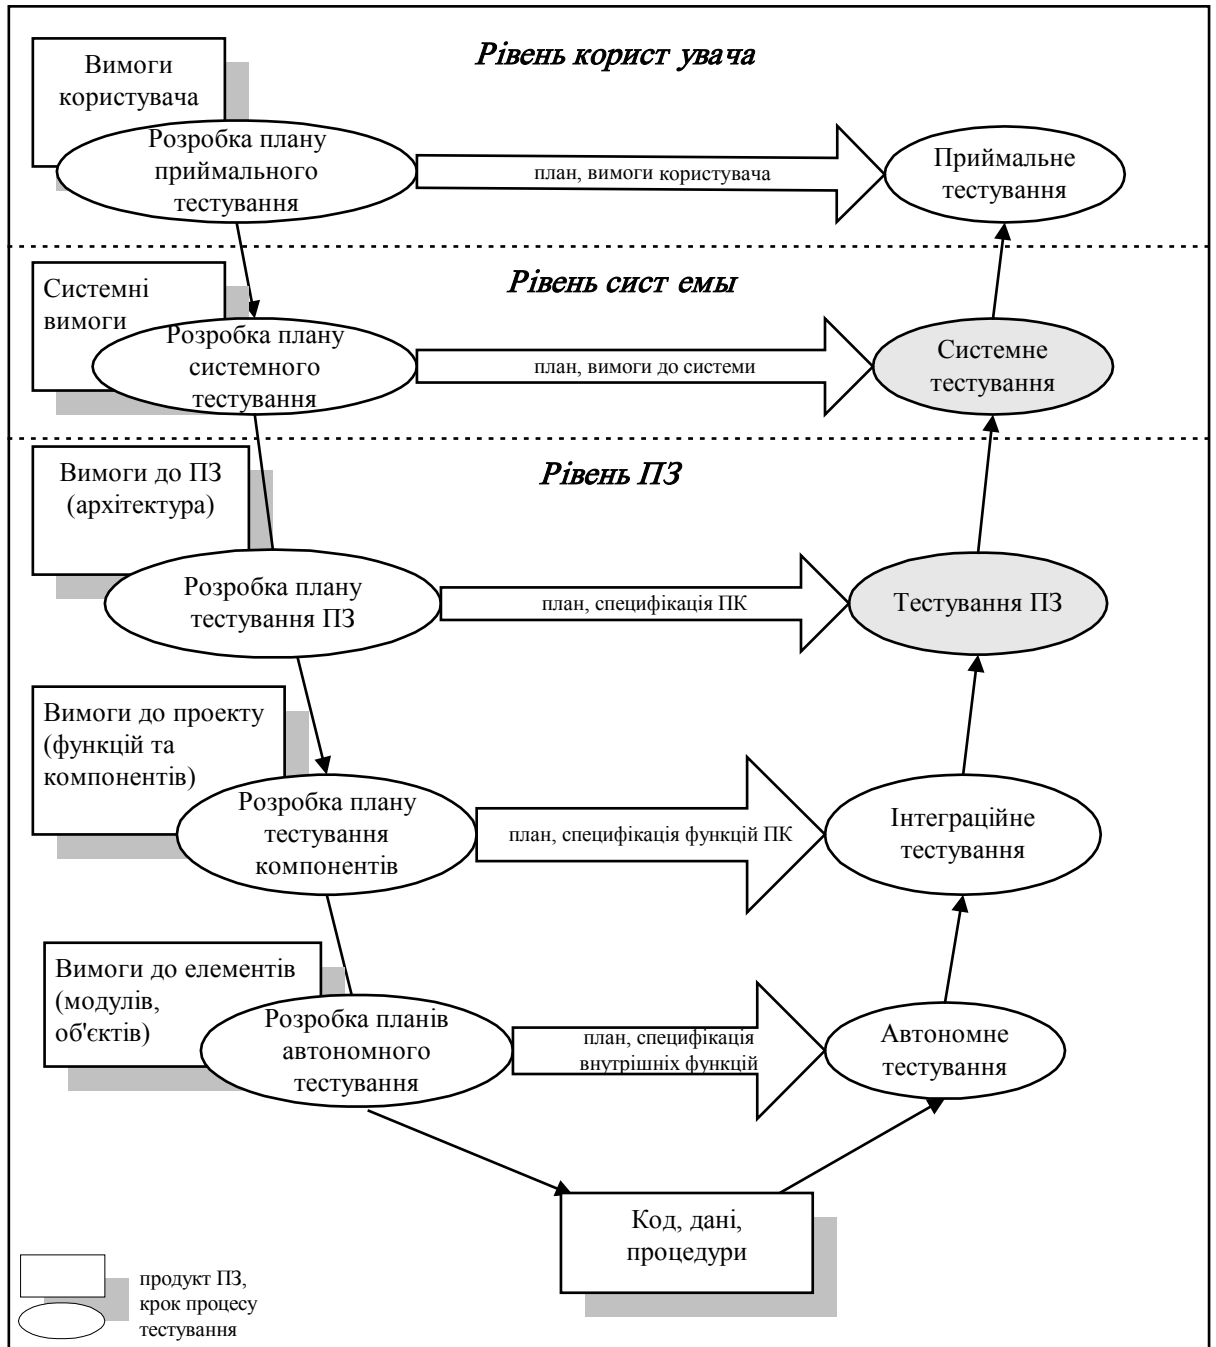 Рівень корист увача
Вимоги
користувача
Розробка плану
приймального
тестування
план, вимоги користувача
Приймальне
тестування
Рівень сист емы
Системні
вимоги
Розробка плану
системного
тестування
план, вимоги до системи
Системне
тестування
Рівень ПЗ
Вимоги до ПЗ
(архітектура)
Розробка плану
тестування ПЗ
план, специфікація ПК
Тестування ПЗ
Вимоги до проекту
(функцій та
компонентів)
Розробка плану
тестування
компонентів
план, специфікація функцій ПК
Інтеграційне
тестування
Вимоги до елементів
(модулів,
об'єктів)
Розробка планів
автономного
тестування
план, специфікація
внутрішніх функцій
Автономне
тестування
Код, дані,
процедури
продукт ПЗ,
крок процесу
тестування